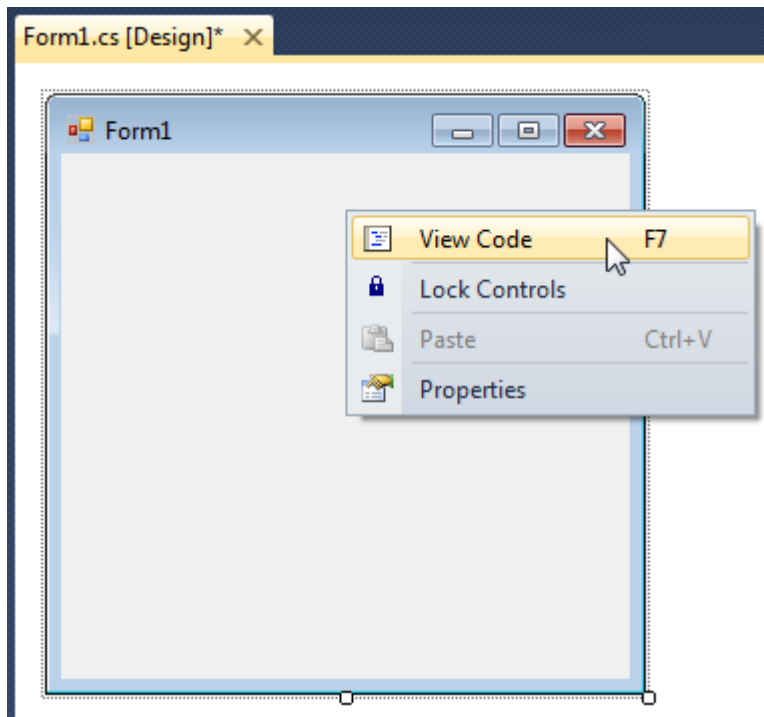 Form1.cs [Design]*
Form1
View Code F7
Lock Controls
Paste Ctrl+V
Properties